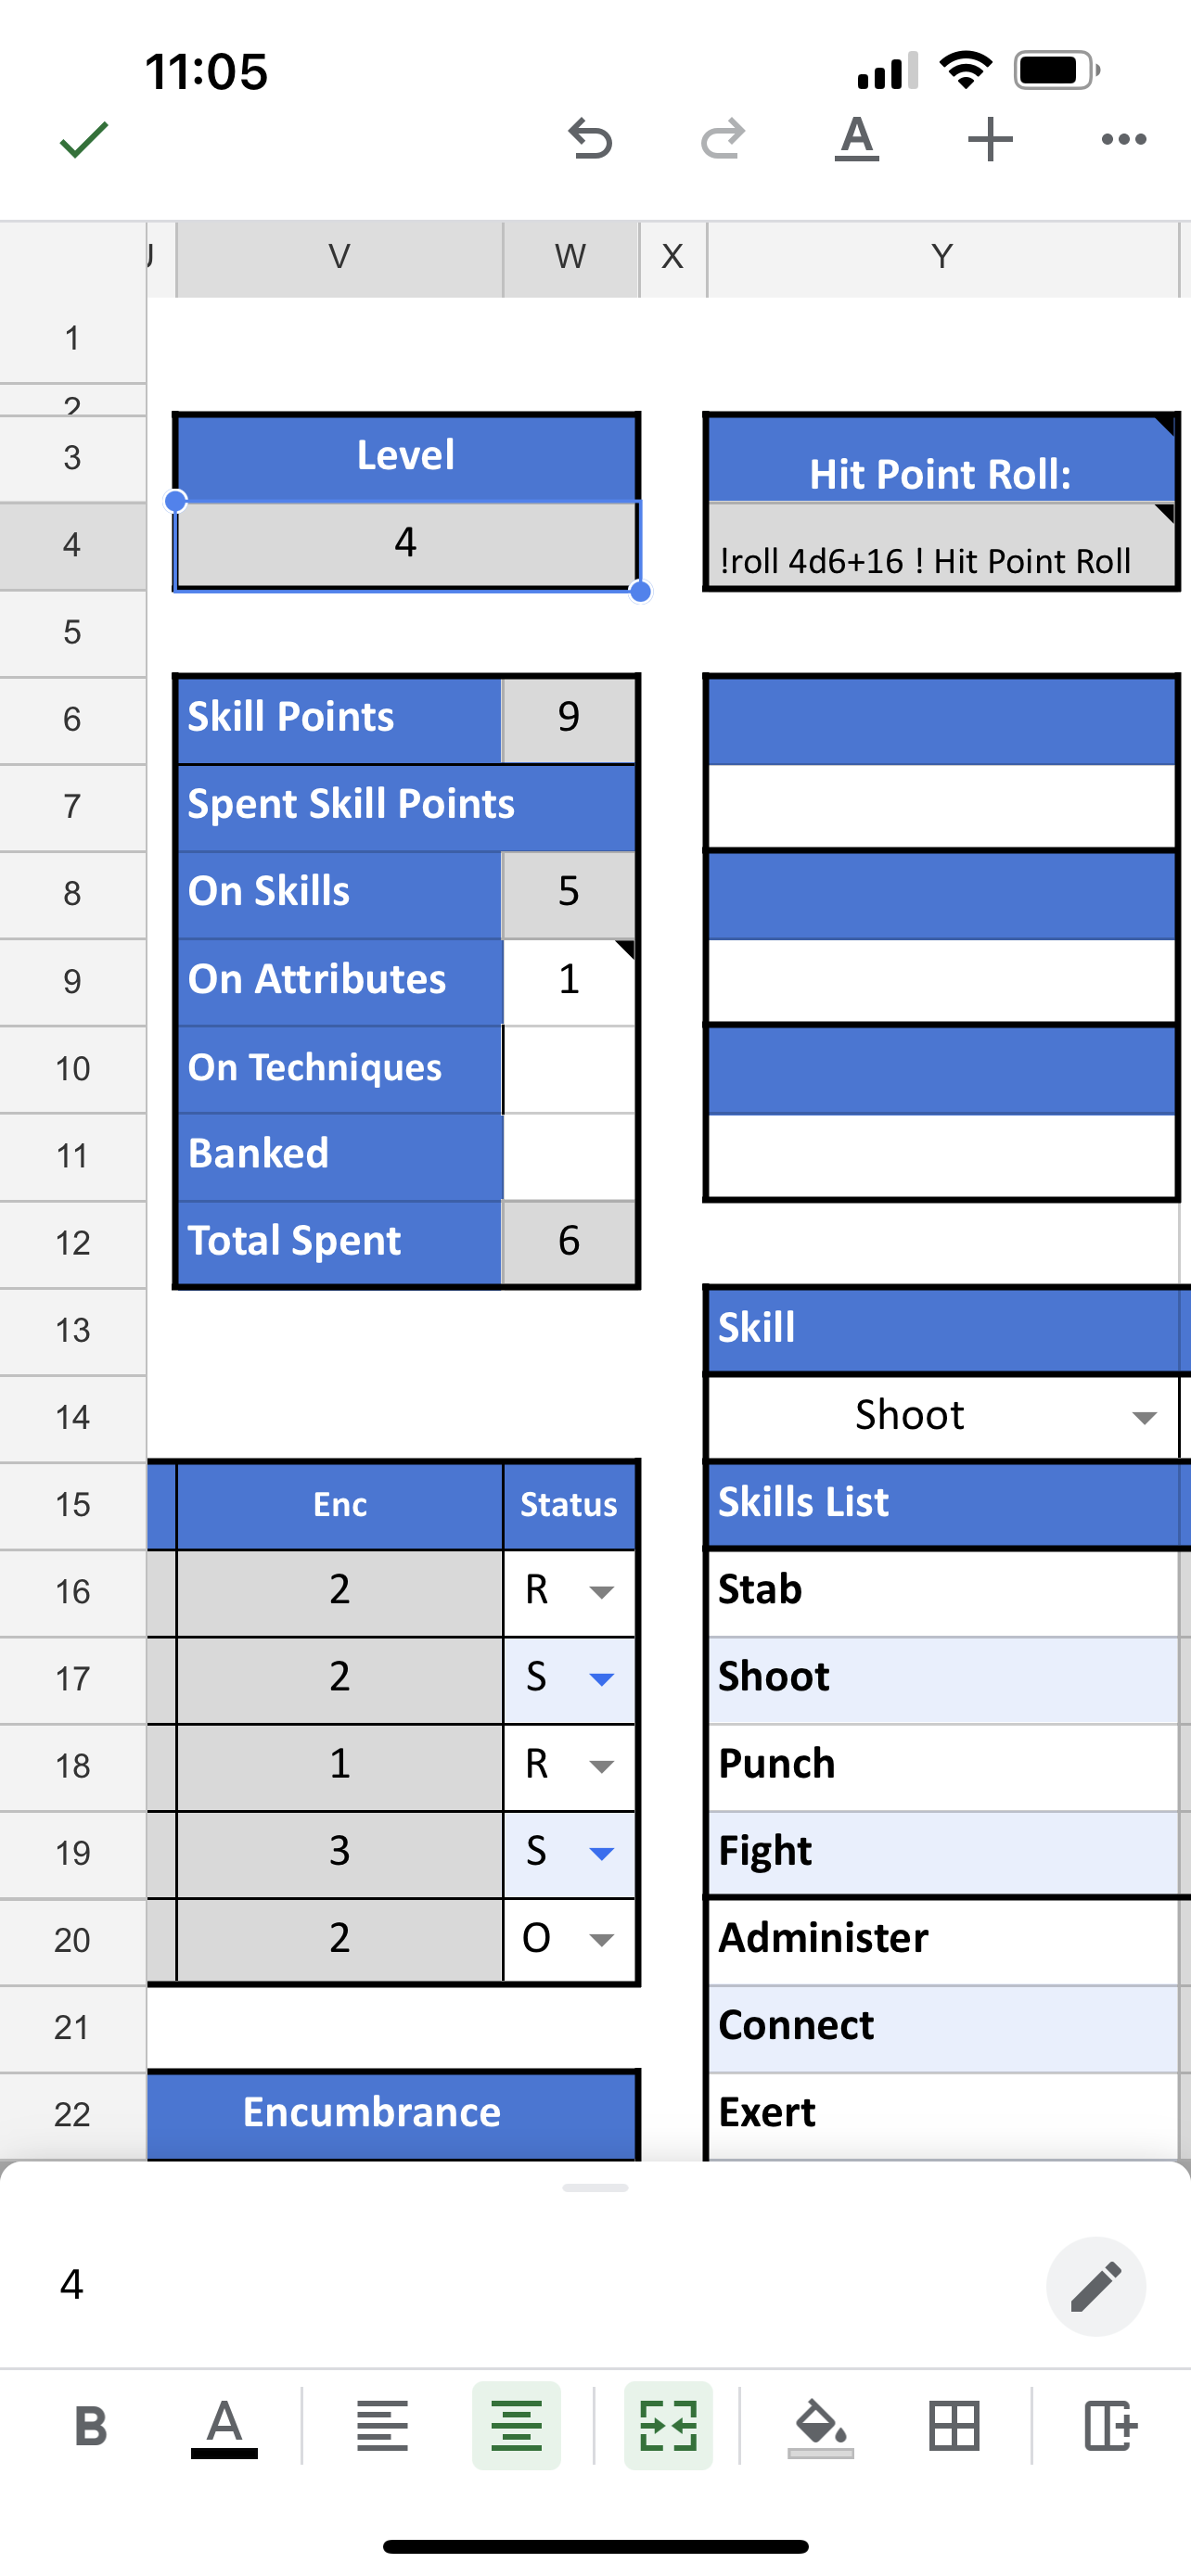 11:05
A
V W X Y
1
2
3 Level Hit Point Roll:
4 4 !roll 4d6+16 ! Hit Point Roll
5
6 Skill Points 9
7 Spent Skill Points
8 On Skills 5
9 On Attributes 1
10 On Techniques
11 Banked
12 Total Spent 6
13 Skill
14 Shoot
15 Enc Status Skills List
16 2 R Stab
17 2 S Shoot
18 1 R Punch
19 3 S Fight
20 2 O Administer
21 Connect
22 Encumbrance Exert
4
B A